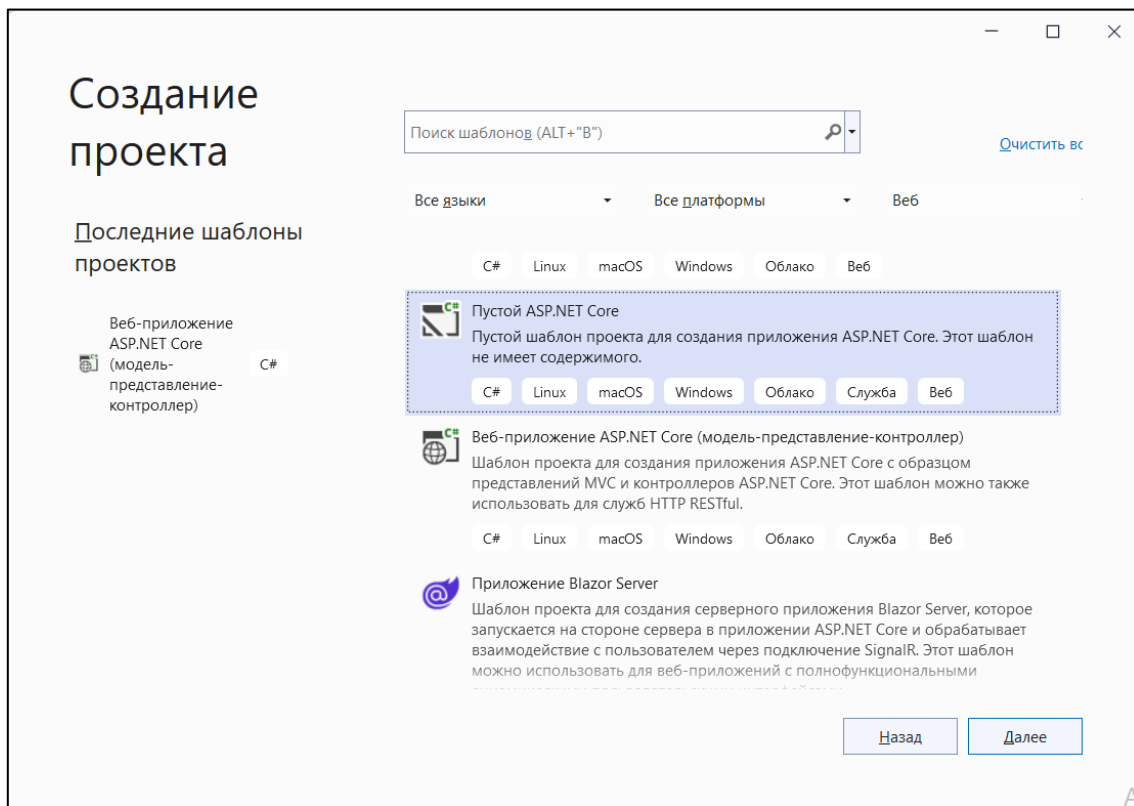 Создание
проекта
Поиск шаблонов (ALT+"B")
Очистить вс
Все языки
Все платформы
Веб
Последние шаблоны
проектов
Веб-приложение
ASP.NET Core
(модель-
представление-
контроллер)
C#
C# Linux macOS Windows Облако Веб
Пустой ASP.NET Core
Пустой шаблон проекта для создания приложения ASP.NET Core. Этот шаблон
не имеет содержимого.
C# Linux macOS Windows Облако Служба Веб
Веб-приложение ASP.NET Core (модель-представление-контроллер)
Шаблон проекта для создания приложения ASP.NET Core с образцом
представлений MVC и контроллеров ASP.NET Core. Этот шаблон можно также
использовать для служб HTTP RESTful.
C# Linux macOS Windows Облако Служба Веб
Приложение Blazor Server
Шаблон проекта для создания серверного приложения Blazor Server, которое
запускается на стороне сервера в приложении ASP.NET Core и обрабатывает
взаимодействие с пользователем через подключение SignalR. Этот шаблон
можно использовать для веб-приложений с полнофункциональными
Назад
Далее